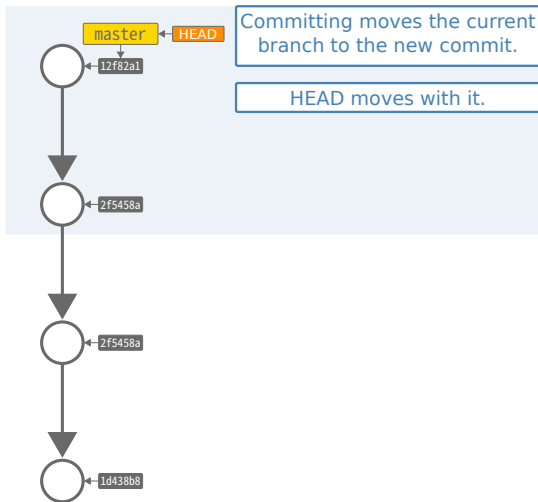 master
HEAD
Committing moves the current
branch to the new commit.
12f82a1
HEAD moves with it.
2f5458a
2f5458a
1d438b8